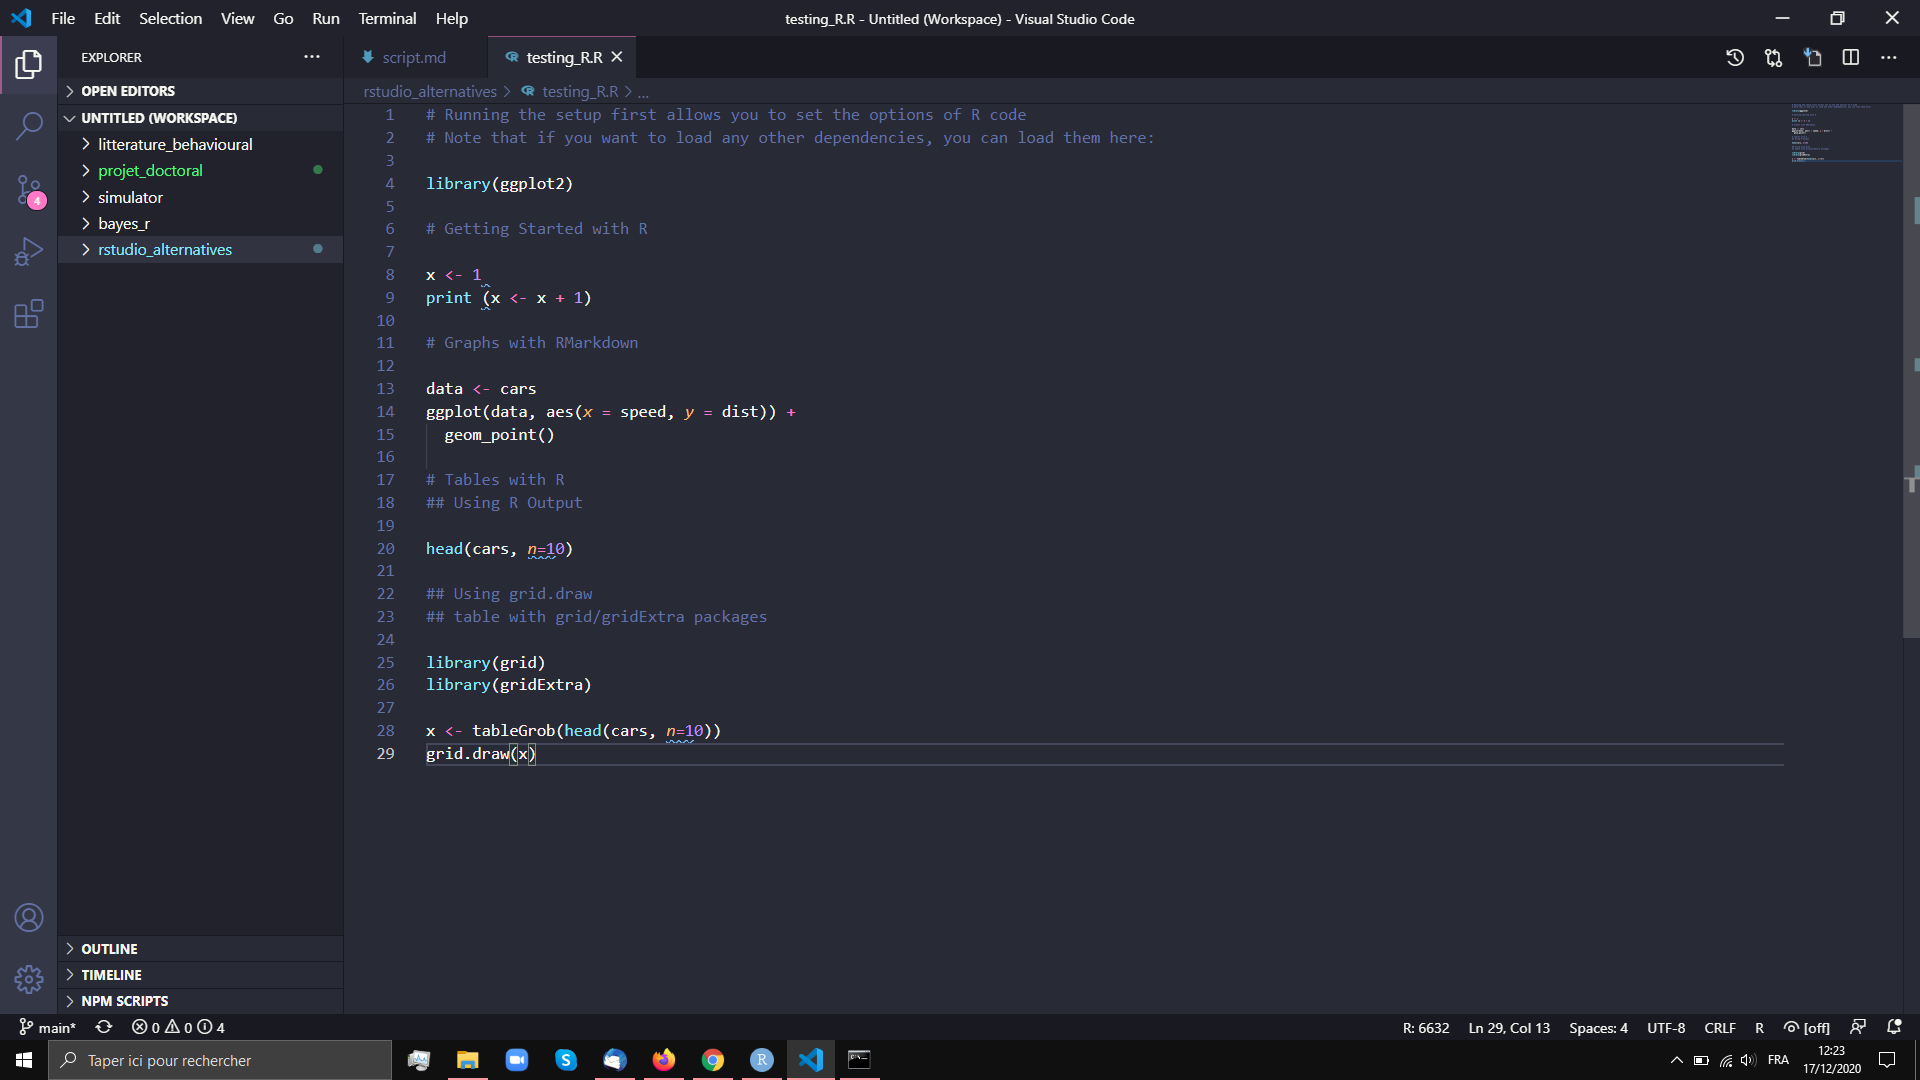 File Edit Selection View Go Run Terminal Help
testing_R.R - Untitled (Workspace) - Visual Studio Code
EXPLORER
script.md
testing_R.R
OPEN EDITORS
UNTITLED (WORKSPACE)
litterature_behavioural
projet_doctoral
simulator
bayes_r
rstudio_alternatives
4
OUTLINE
TIMELINE
NPM SCRIPTS
rstudio_alternatives > testing_R.R > ...
1 # Running the setup first allows you to set the options of R code
2 # Note that if you want to load any other dependencies, you can load them here:
3
4 library(ggplot2)
5
6 # Getting Started with R
7
8 x <- 1
9 print (x <- x + 1)
10
11 # Graphs with RMarkdown
12
13 data <- cars
14 ggplot(data, aes(x = speed, y = dist)) +
15 geom_point()
16
17 # Tables with R
18 ## Using R Output
19
20 head(cars, n=10)
21
22 ## Using grid.draw
23 ## table with grid/gridExtra packages
24
25 library(grid)
26 library(gridExtra)
27
28 x <- tableGrob(head(cars, n=10))
29 grid.draw(x)
main* 0 0 4
R: 6632 Ln 29, Col 13 Spaces: 4 UTF-8 CRLF R [off]
Taper ici pour rechercher
FRA
12:23
17/12/2020